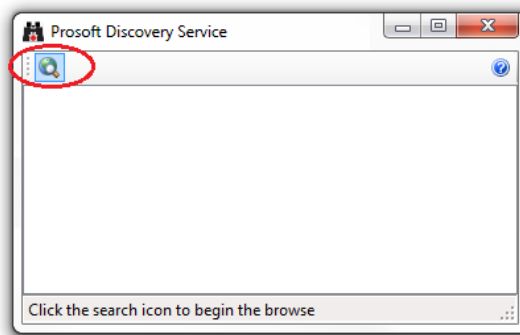 Prosoft Discovery Service
Click the search icon to begin the browse